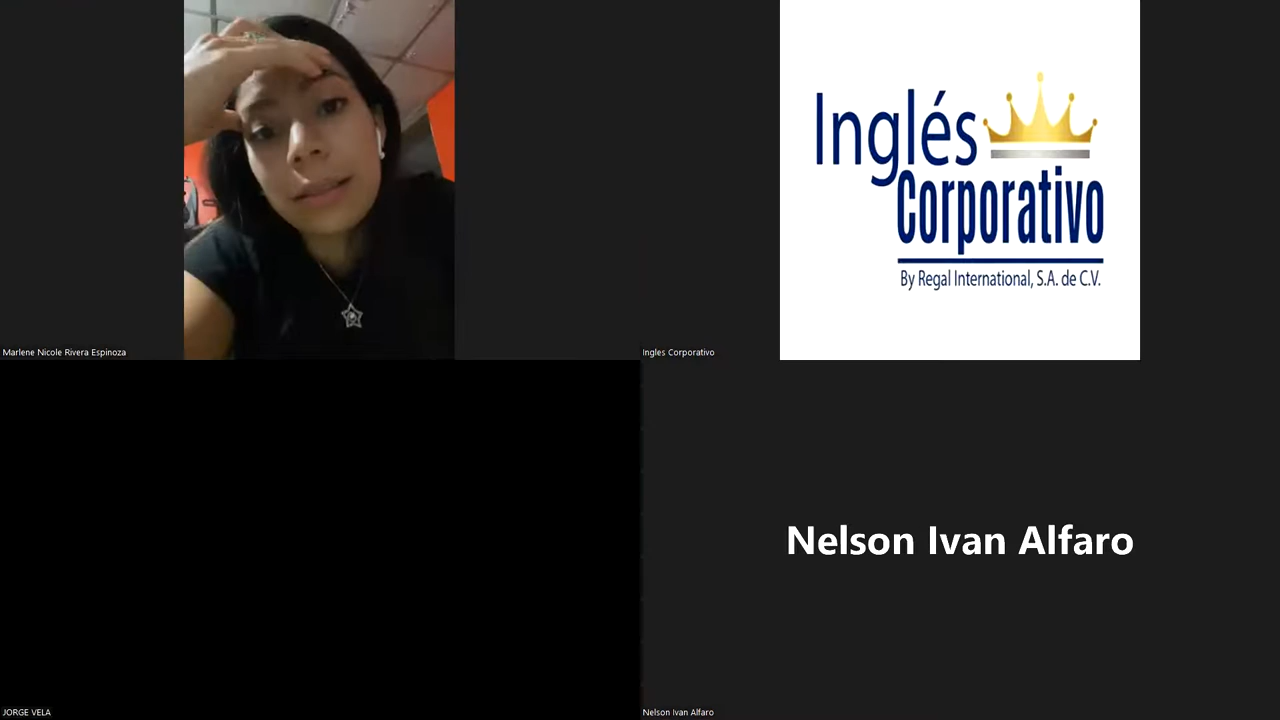 Inglés
Corporativo
By Regal International, S.A. de C.V.
Marlene Nicole Rivera Espinoza
Ingles Corporativo
Nelson Ivan Alfaro
JORGE VELA
Nelson Ivan Alfaro